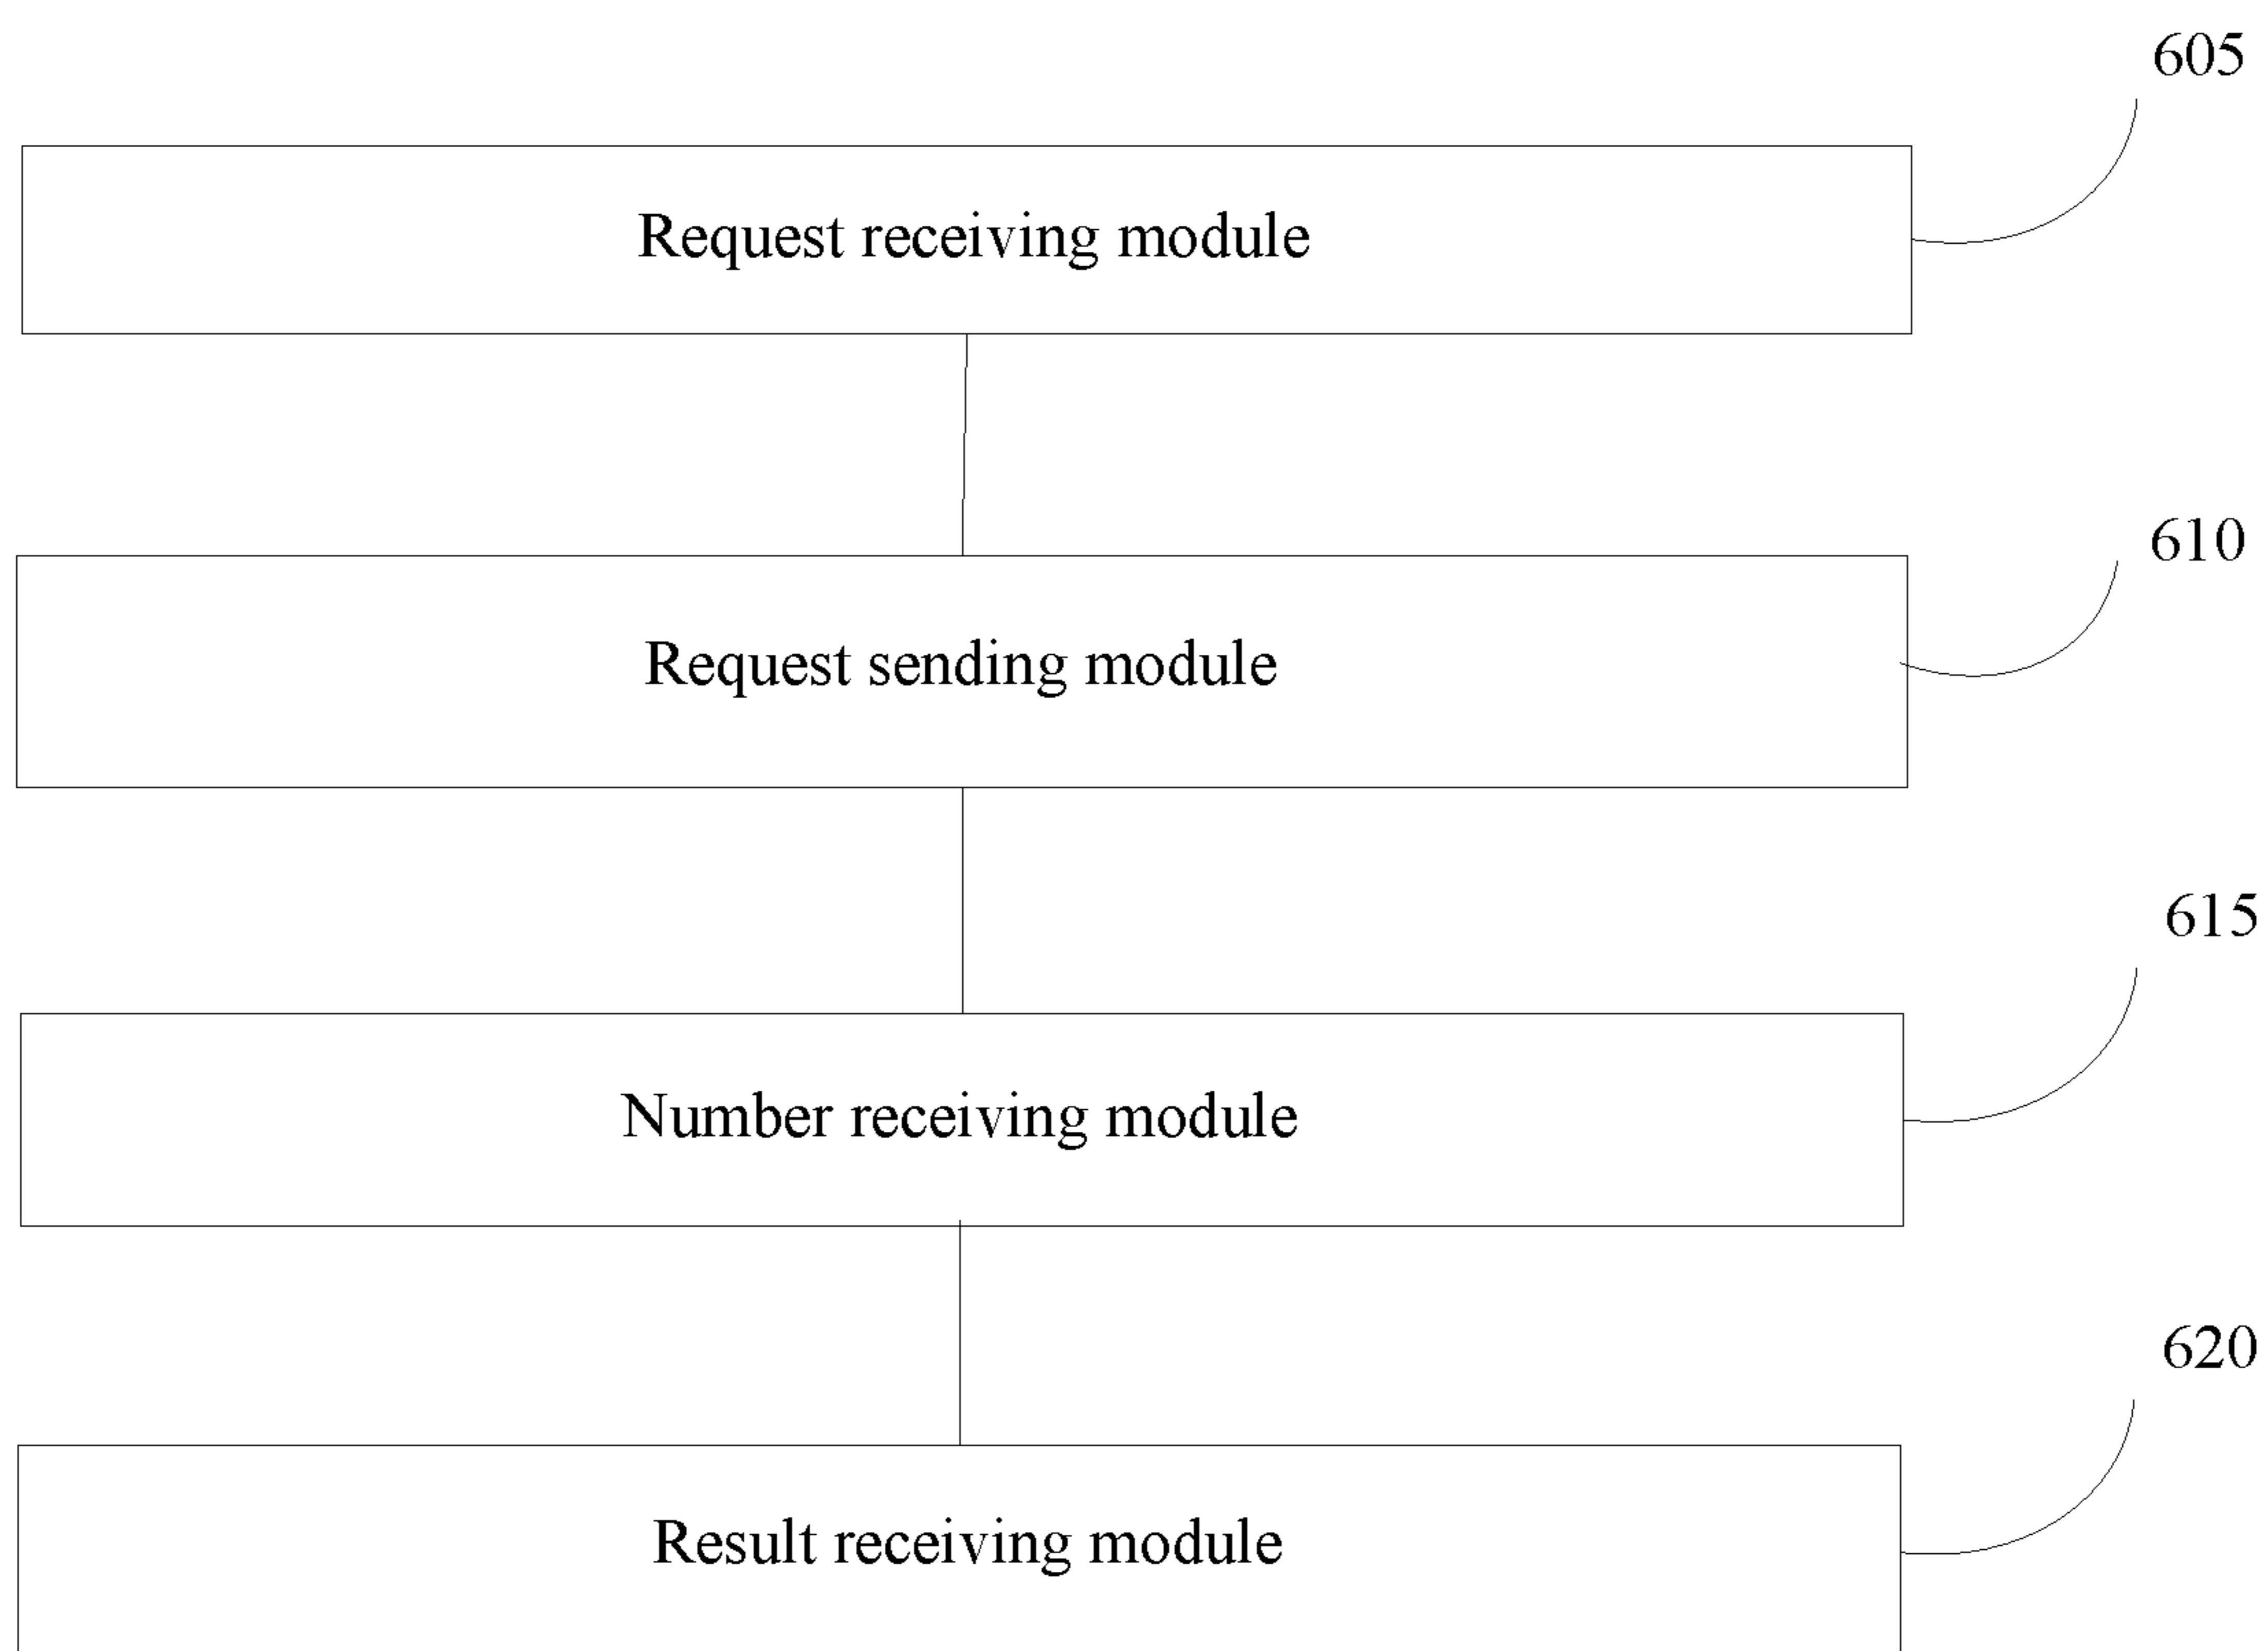 605
Request receiving module
610
Request sending module
615
Number receiving module
620
Result receiving module